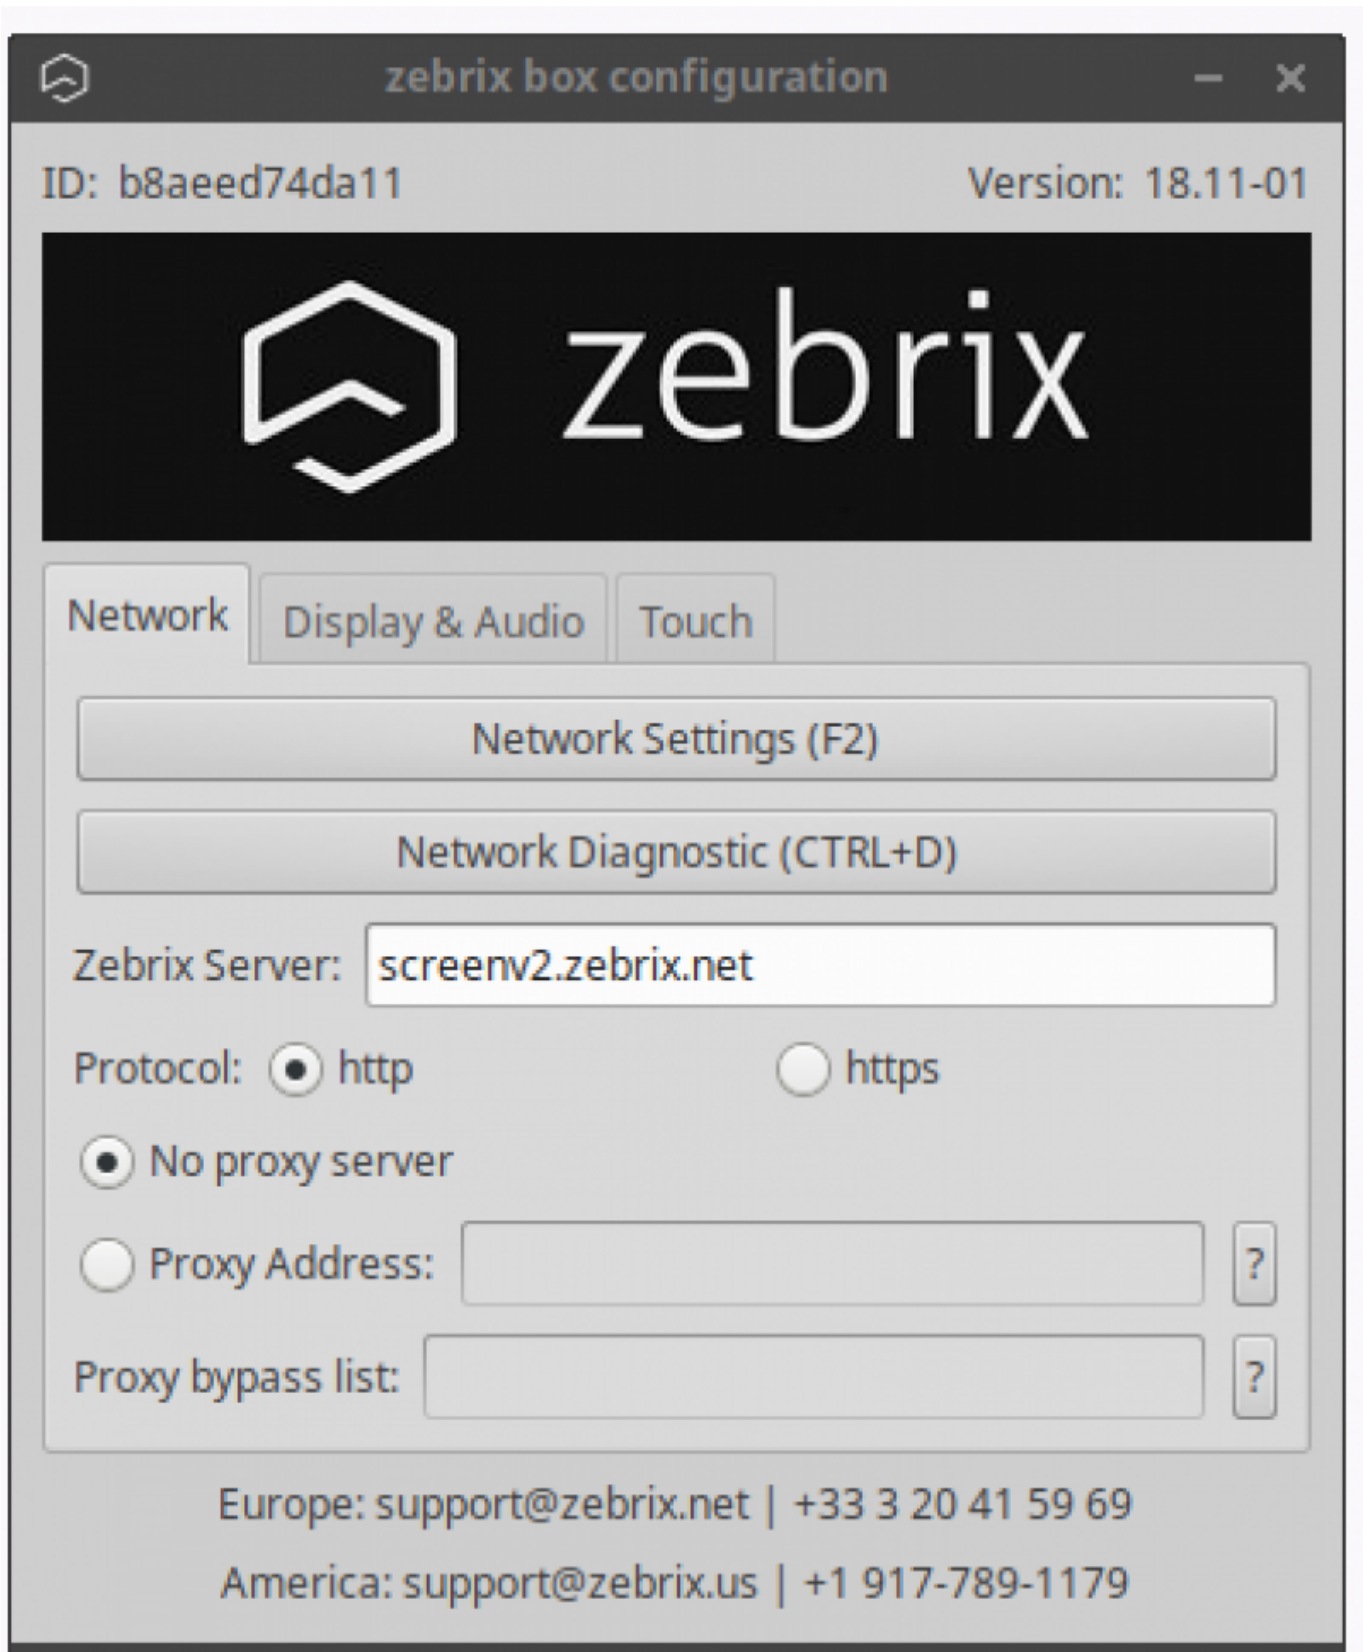 zebrix box configuration
ID: b8aeed74da11 Version: 18.11-01
zebrix
Network Display & Audio Touch
Network Settings (F2)
Network Diagnostic (CTRL+D)
Zebrix Server: screenv2.zebrix.net
Protocol: http https
No proxy server
Proxy Address: ?
Proxy bypass list: ?
Europe: support@zebrix.net | +33 3 20 41 59 69
America: support@zebrix.us | +1 917-789-1179